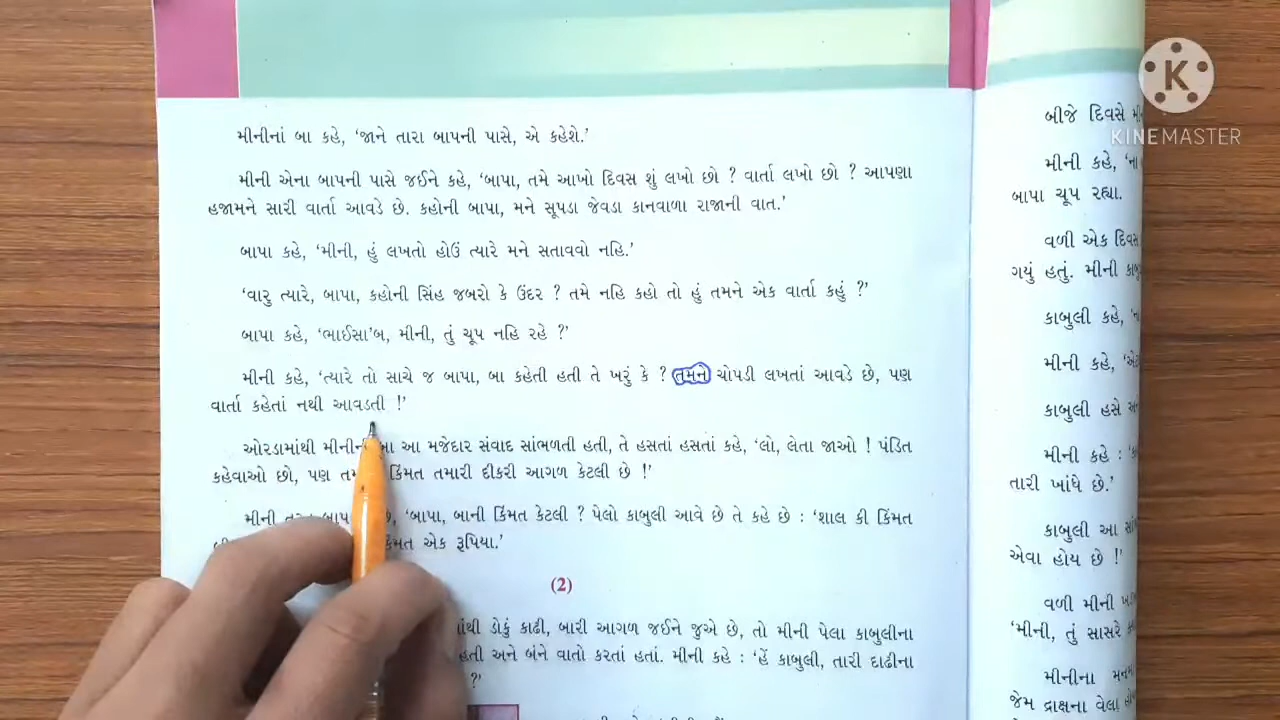 મીનીનાં બા કહે, ‘જાને તારા બાપની પાસે, એ કહેશે.’
મીની એના બાપની પાસે જઈને કહે, ‘બાપા, તમે આખો દિવસ શું લખો છો ? વાર્તા લખો છો ? આપણા
હજામને સારી વાર્તા આવડે છે. કહોની બાપા, મને સૂપડા જેવડા કાનવાળા રાજાની વાત.’
બાપા કહે, ‘મીની, હું લખતો હોઉં ત્યારે મને સતાવવો નહિ.’
‘વારુ ત્યારે, બાપા, કહોની સિંહ જબરો કે ઉંદર ? તમે નહિ કહો તો હું તમને એક વાર્તા કહું ?’
બાપા કહે, ‘ભાઈસા’બ, મીની, તું ચૂપ નહિ રહે ?’
મીની કહે, ‘ત્યારે તો સાચે જ બાપા, બા કહેતી હતી તે ખરું કે ? તમને ચોપડી લખતાં આવડે છે, પણ
વાર્તા કહેતાં નથી આવડતી !’
ઓરડામાંથી આ મજેદાર સંવાદ સાંભળતી હતી, તે હસતાં હસતાં કહે, ‘લો, લેતા જાઓ ! પંડિત
કહેવાઓ છો, પણ કિંમત તમારી દીકરી આગળ કેટલી છે !’
મીની ‘બાપા, બાની કિંમત કેટલી ? પેલો કાબુલી આવે છે તે કહે છે : ‘શાલ કી કિંમત
એક રૂપિયા.’
(2)
ડોકું કાઢી, બારી આગળ જઈને જુએ છે, તો મીની પેલા કાબુલીના
હતી અને બંને વાતો કરતાં હતાં. મીની કહે : ‘હેં કાબુલી, તારી દાઢીના
?’
બીજે દિવસે
મીની કહે,
બાપા ચૂપ રહ્યા.
વળી એક દિવસ
ગયું હતું. મીની
કાબુલી કહે,
મીની કહે,
કાબુલી હસે
મીની કહે :
તારી ખાંધે છે.’
કાબુલી આ
એવા હોય છે !’
વળી મીની
‘મીની, તું સાસરે
મીનીના
જેમ દ્રાક્ષના વેલા
KINEMASTER